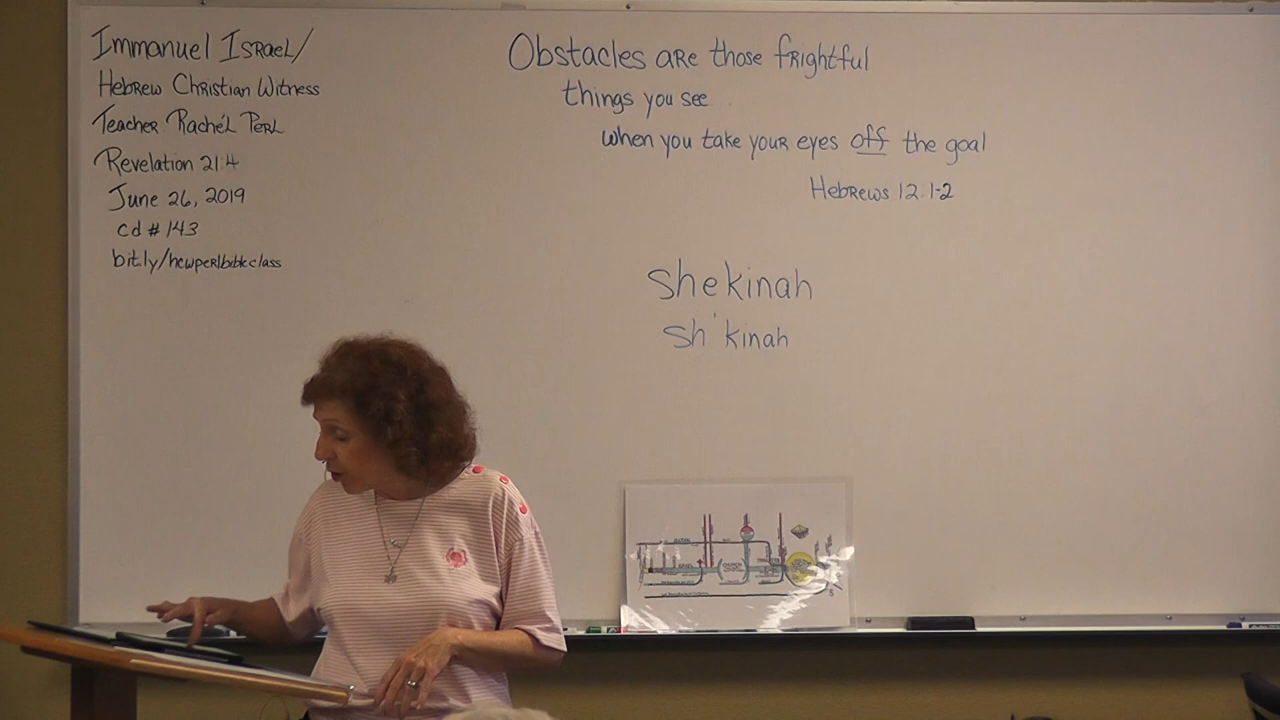 Immanuel Israel/
Hebrew Christian Witness
Teacher: Rachél Perl
Revelation 21:4
June 26, 2019
cd # 143
bit.ly/hcwperlbibleclass
Obstacles are those frightful
things you see
when you take your eyes off the goal
Hebrews 12:1-2
shekinah
sh'kinah